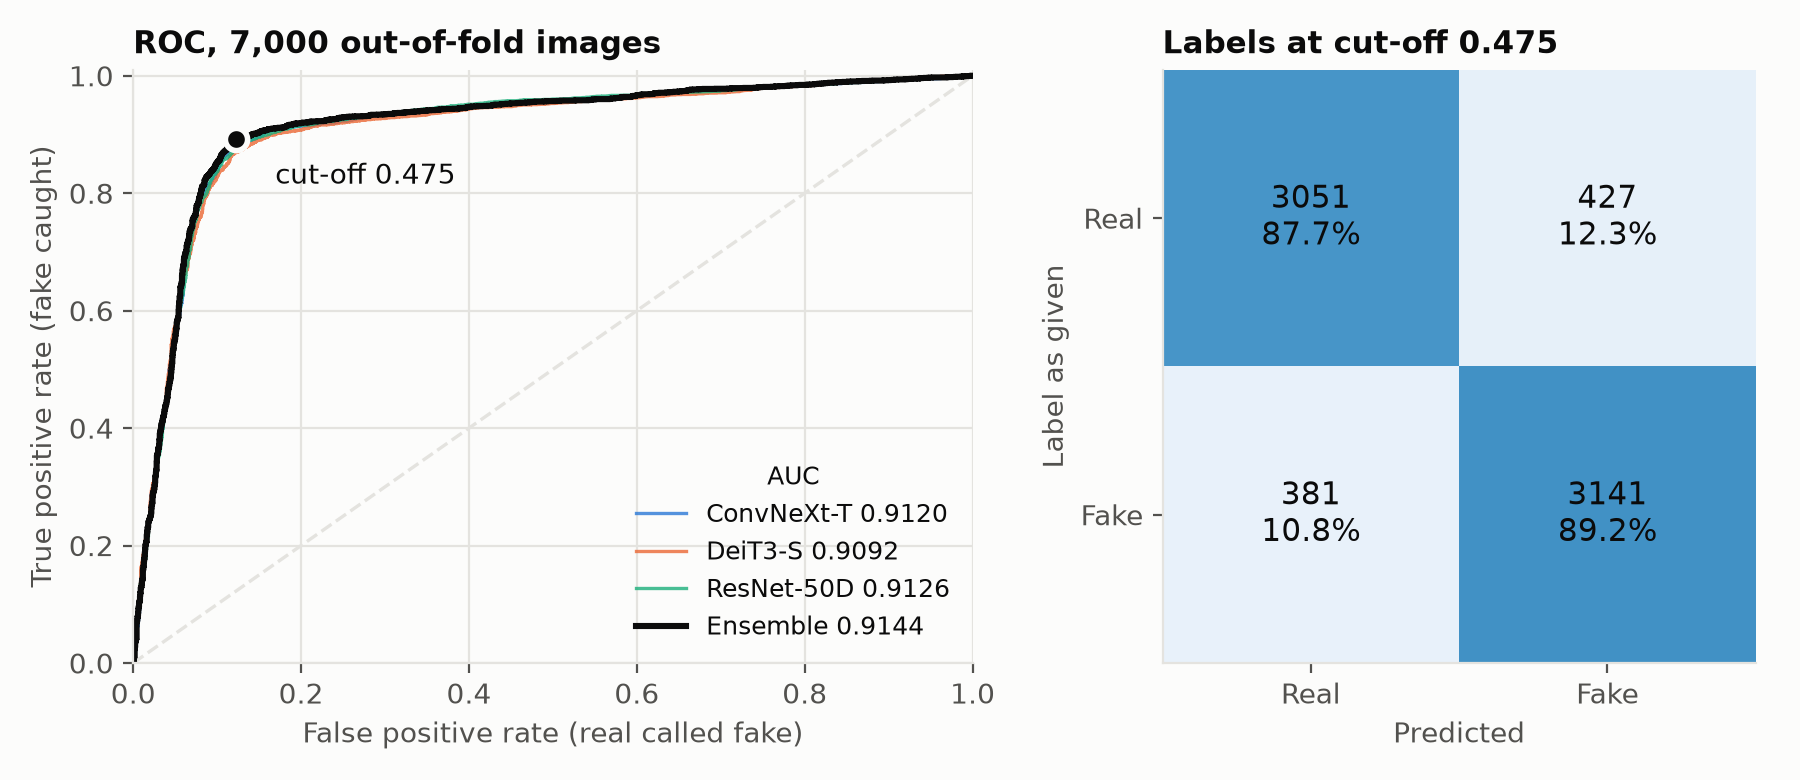 ROC, 7,000 out-of-fold images
1.0
0.8
0.6
0.4
0.2
0.0
True positive rate (fake caught)
cut-off 0.475
AUC
ConvNeXt-T 0.9120
DeiT3-S 0.9092
ResNet-50D 0.9126
Ensemble 0.9144
0.0 0.2 0.4 0.6 0.8 1.0
False positive rate (real called fake)
Labels at cut-off 0.475
Label as given
Real
3051 427
87.7% 12.3%
Fake
381 3141
10.8% 89.2%
Real Fake
Predicted